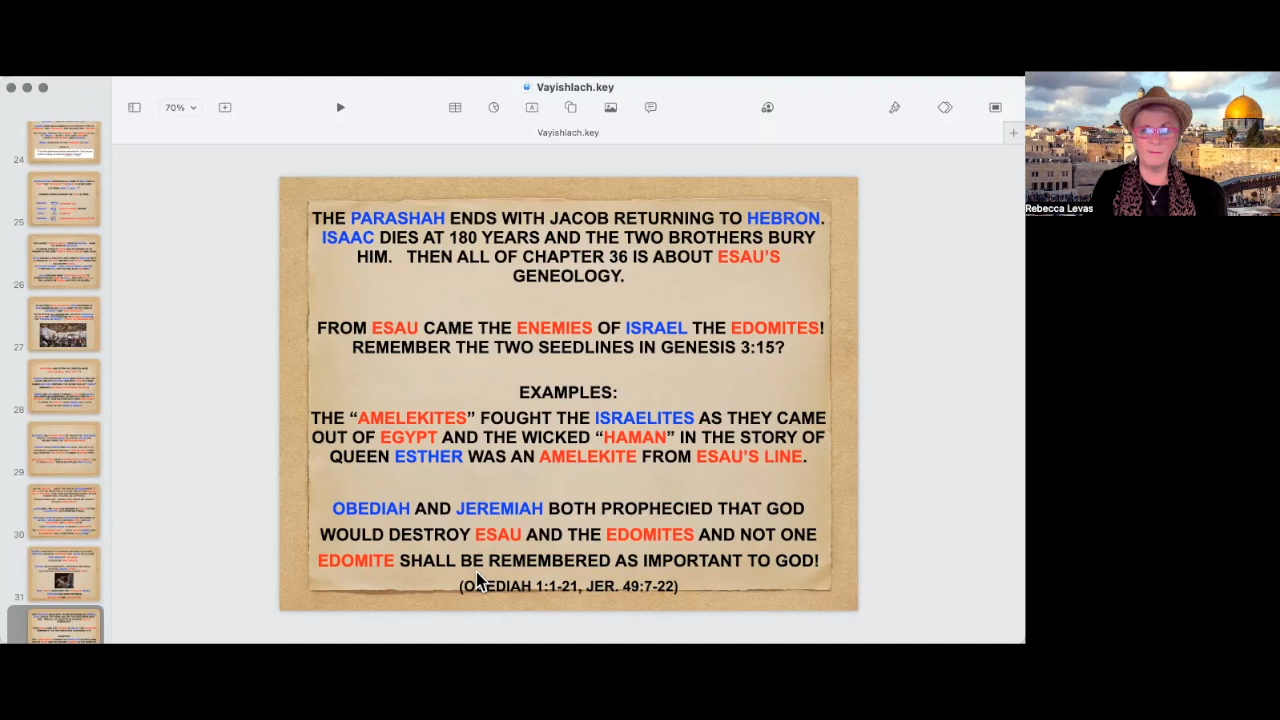 Vayishlach.key
70%
Vayishlach.key
24
25
26
27
28
29
30
31
THE PARASHAH ENDS WITH JACOB RETURNING TO HEBRON.
ISAAC DIES AT 180 YEARS AND THE TWO BROTHERS BURY
HIM. THEN ALL OF CHAPTER 36 IS ABOUT ESAU'S
GENEOLOGY.
FROM ESAU CAME THE ENEMIES OF ISRAEL THE EDOMITES!
REMEMBER THE TWO SEEDLINES IN GENESIS 3:15?
EXAMPLES:
THE “AMELEKITES” FOUGHT THE ISRAELITES AS THEY CAME
OUT OF EGYPT AND THE WICKED “HAMAN” IN THE STORY OF
QUEEN ESTHER WAS AN AMELEKITE FROM ESAU'S LINE.
OBEDIAH AND JEREMIAH BOTH PROPHECIED THAT GOD
WOULD DESTROY ESAU AND THE EDOMITES AND NOT ONE
EDOMITE SHALL BE REMEMBERED AS IMPORTANT TO GOD!
(OBEDIAH 1:1-21, JER. 49:7-22)
Rebecca Levas